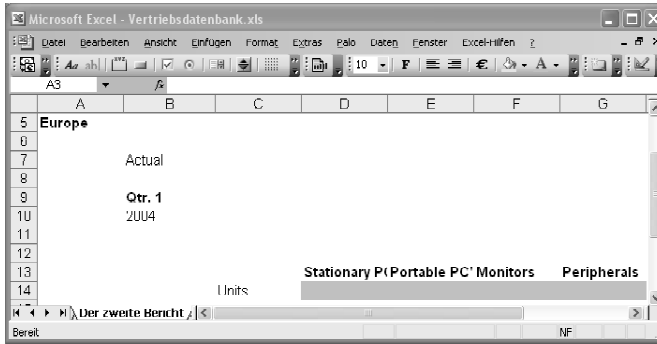 Microsoft Excel - Vertriebsdatenbank.xls
Datei Bearbeiten Ansicht Einfügen Format Extras Palo Daten Fenster Excel-Hilfen ?
Aa ab| 10 F € A
A3 fx
A B C D E F G
5 Europe
6
7 Actual
8
9 Qtr. 1
10 2004
11
12
13 Stationary P( Portable PC' Monitors Peripherals
14 Units
Der zweite Bericht
Bereit NF